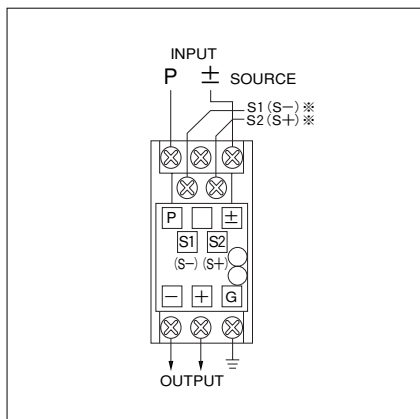 INPUT
P ± SOURCE
S1 (S−) ※
S2 (S+) ※
P ±
S1 S2
(S−) (S+)
− + G
OUTPUT